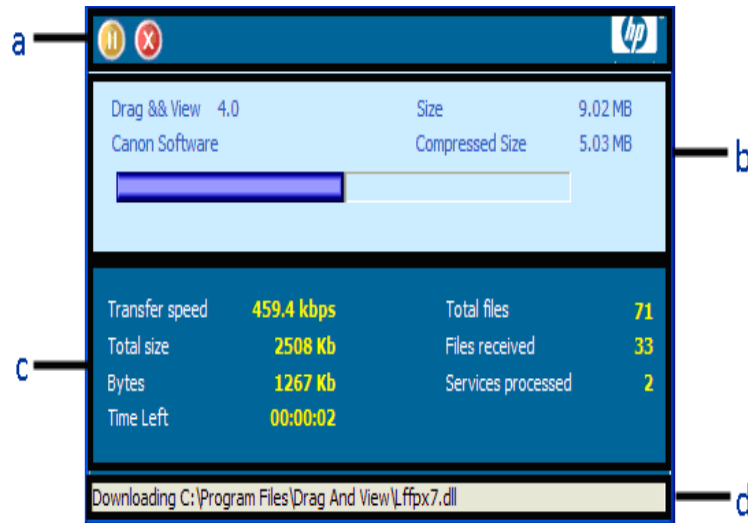 a
hp
Drag && View 4.0 Size 9.02 MB
Canon Software Compressed Size 5.03 MB
b
Transfer speed 459.4 kbps Total files 71
Total size 2508 Kb Files received 33
c
Bytes 1267 Kb Services processed 2
Time Left 00:00:02
Downloading C:\Program Files\Drag And View\Lffpx7.dll
d